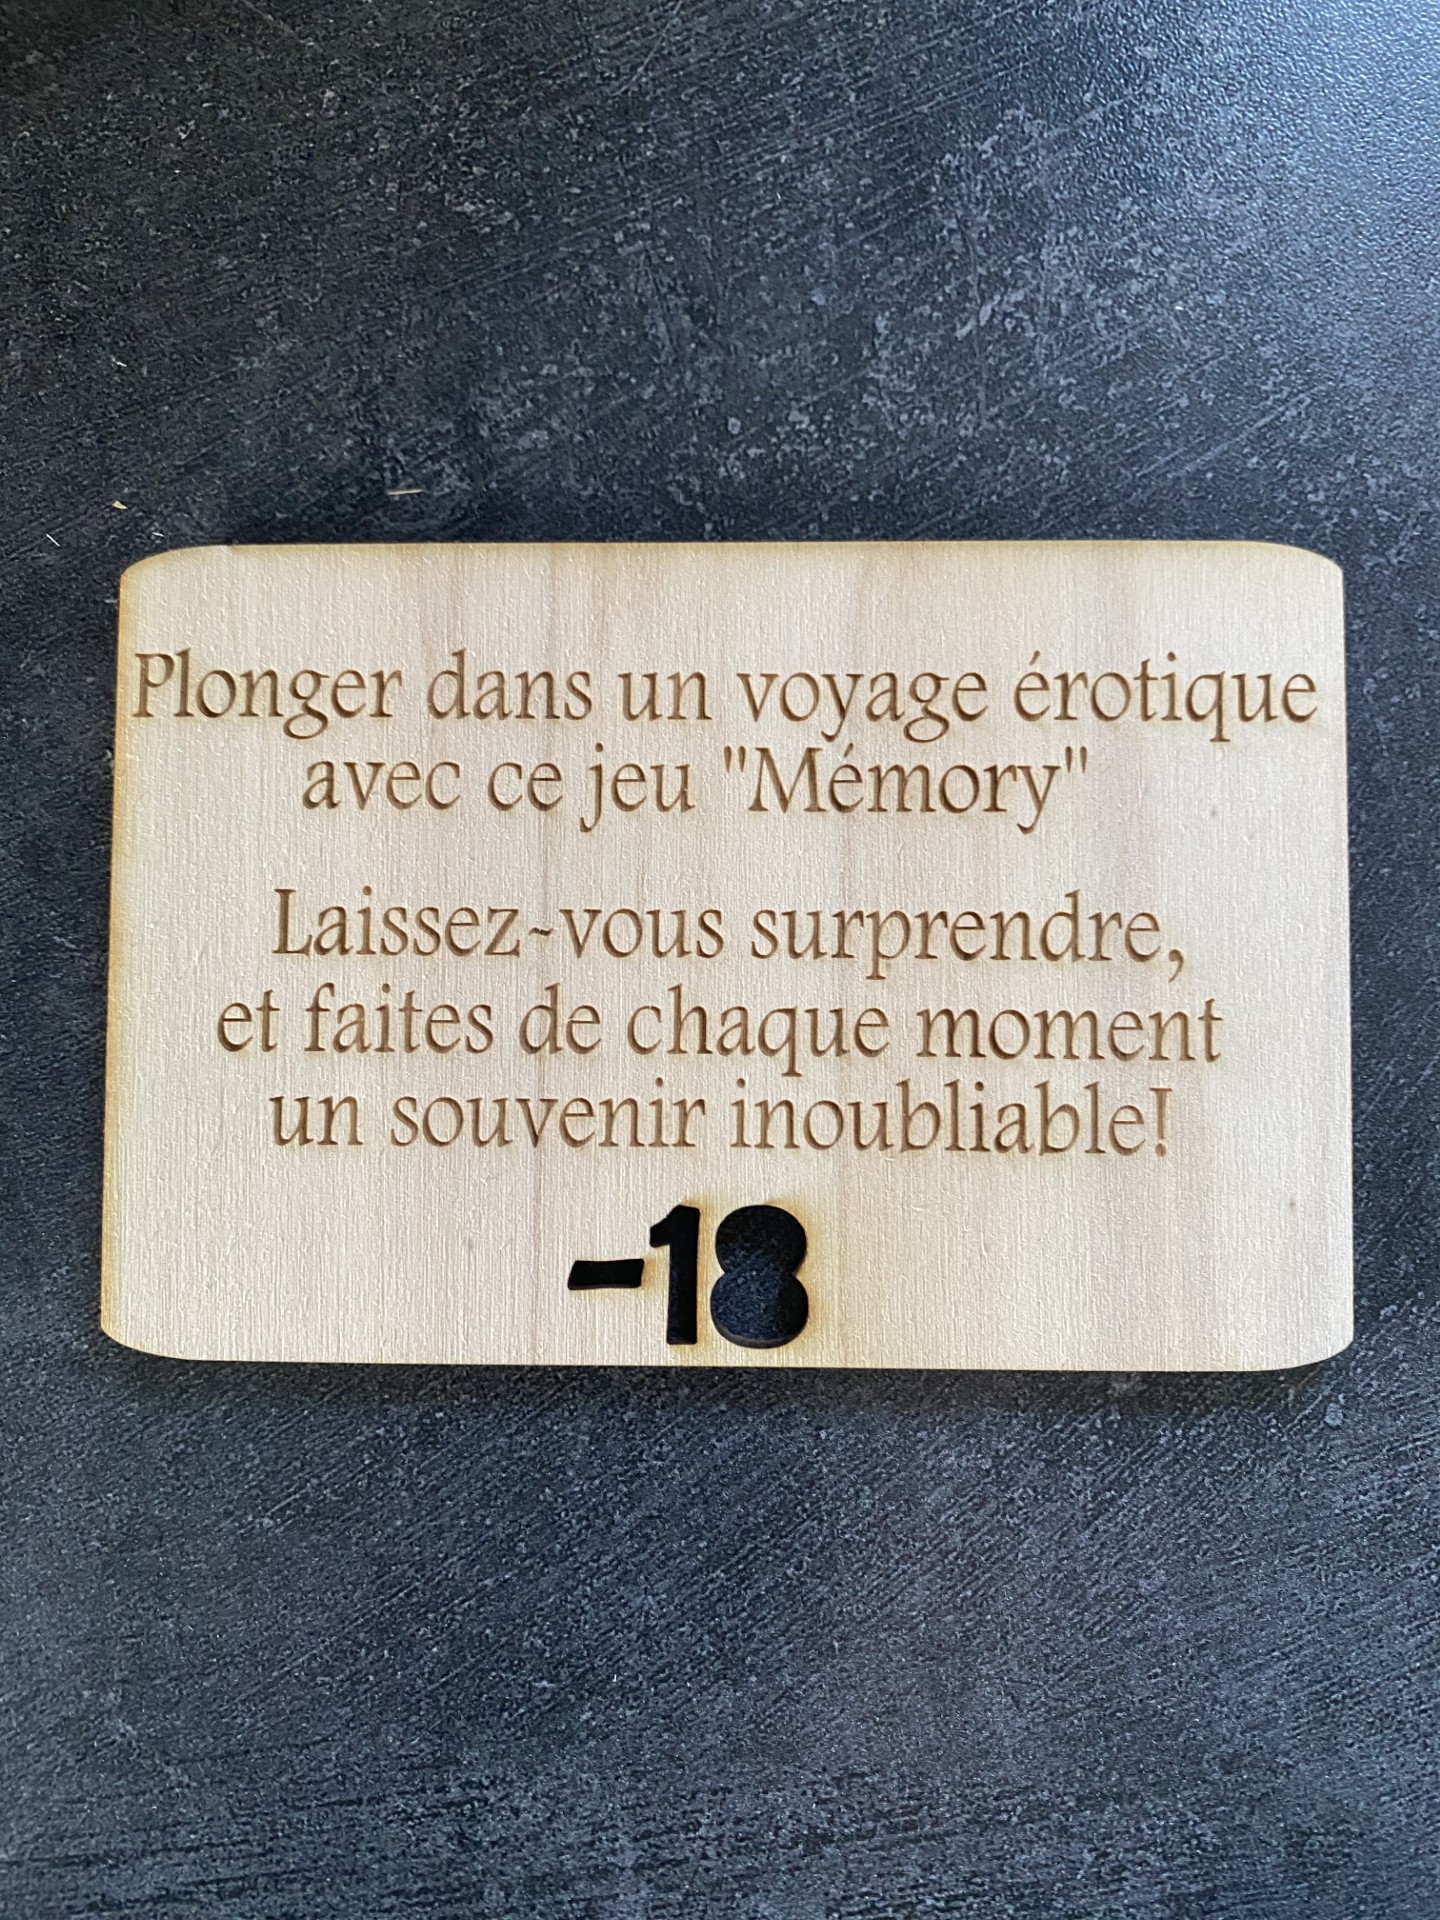 Plonger dans un voyage érotique
avec ce jeu "Mémory"
Laissez-vous surprendre,
et faites de chaque moment
un souvenir inoubliable!
-18